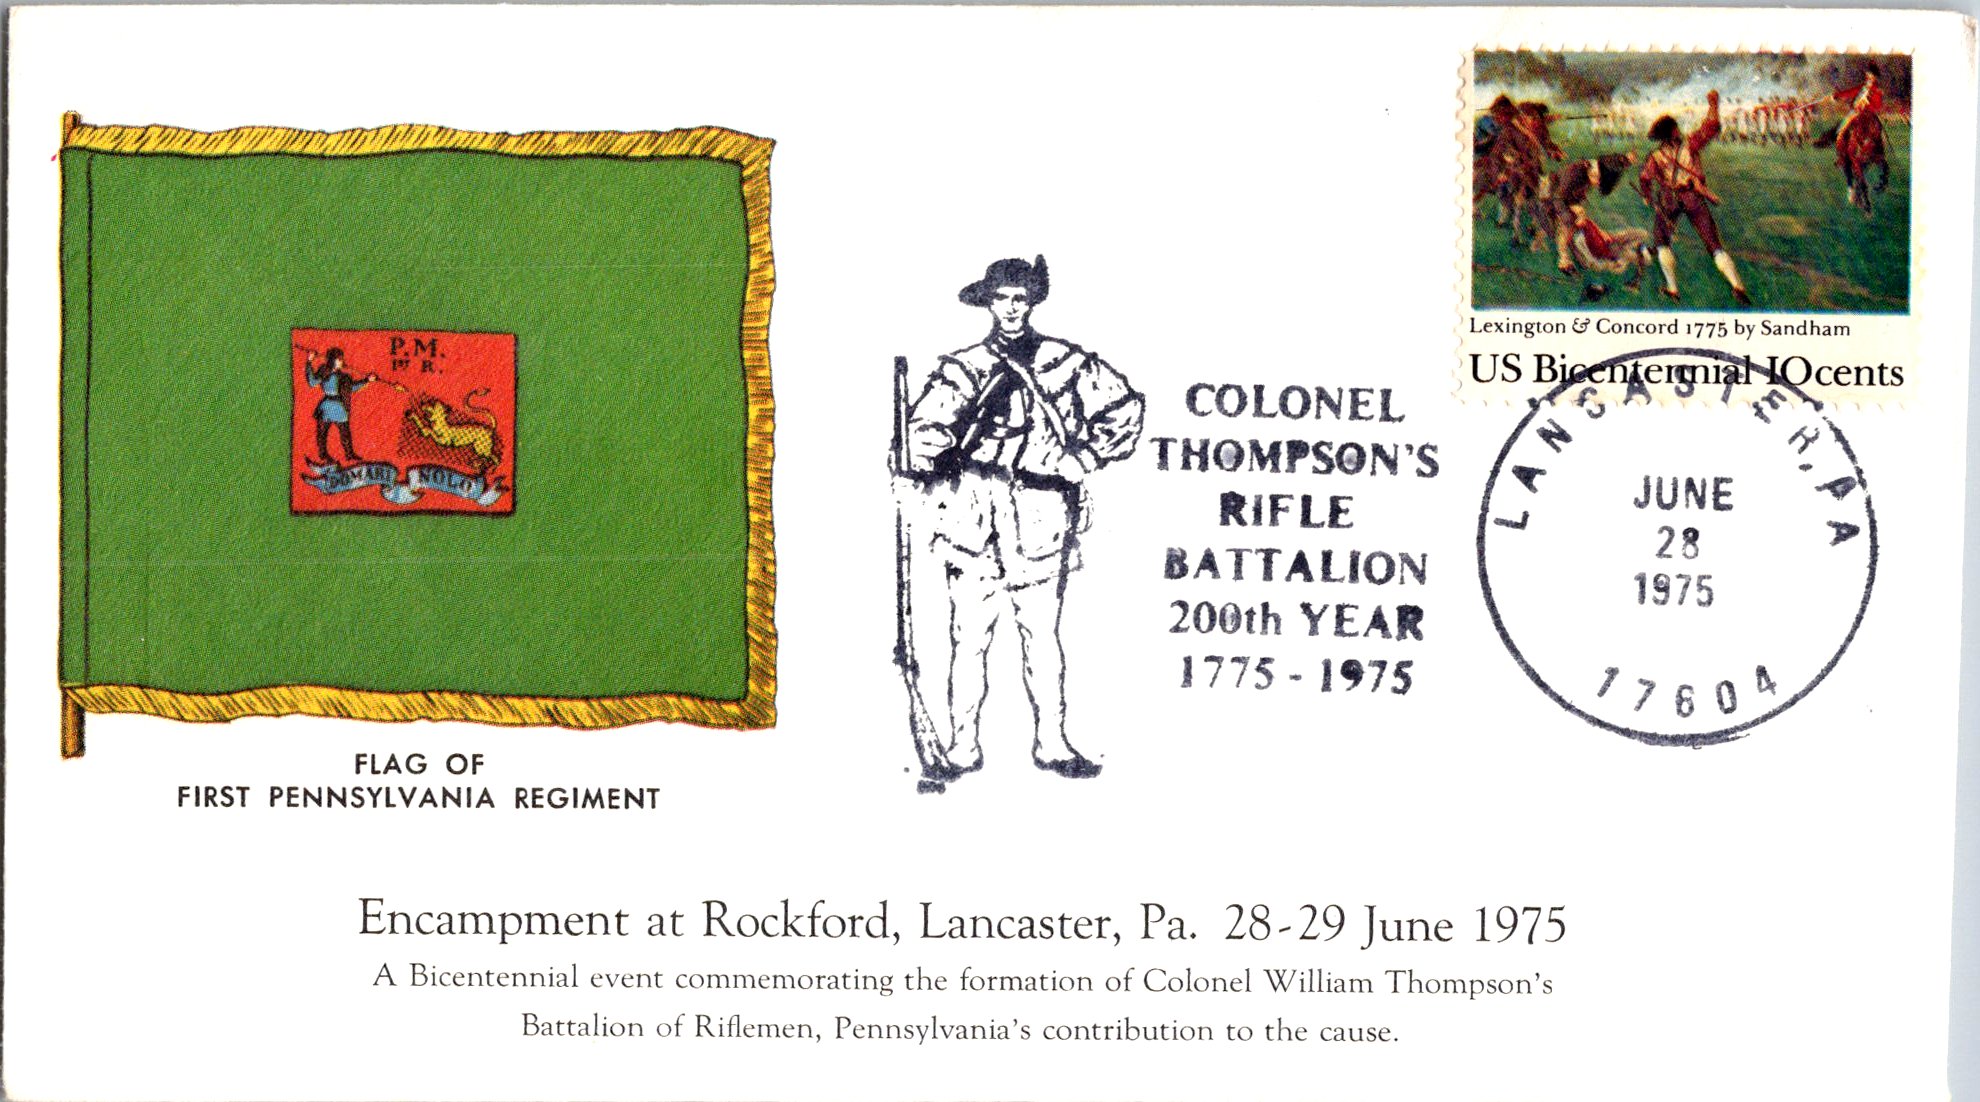 P.M.
1ST R.
DOMARI NOLO
FLAG OF
FIRST PENNSYLVANIA REGIMENT
COLONEL
THOMPSON'S
RIFLE
BATTALION
200th YEAR
1775 - 1975
Lexington & Concord 1775 by Sandham
US Bicentennial 10cents
LANCASTER, PA
JUNE
28
1975
17604
Encampment at Rockford, Lancaster, Pa. 28-29 June 1975
A Bicentennial event commemorating the formation of Colonel William Thompson's
Battalion of Riflemen, Pennsylvania's contribution to the cause.